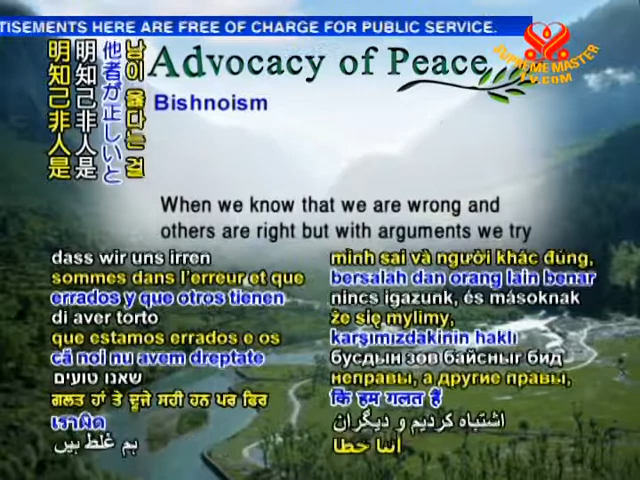 TISEMENTS HERE ARE FREE OF CHARGE FOR PUBLIC SERVICE.
SUPREME MASTER
TV.COM
Advocacy of Peace
Bishnoism
明知己非人是
明知己非人是
他者が正しいと
남이 옳다는 걸
When we know that we are wrong and
others are right but with arguments we try
dass wir uns irren
sommes dans l'erreur et que
errados y que otros tienen
di aver torto
que estamos errados e os
că noi nu avem dreptate
שאנו טועים
ਗਲਤ ਹਾਂ ਤੇ ਦੂਜੇ ਸਹੀ ਹਨ ਪਰ ਫਿਰ
เราผิด
ہم غلط ہیں
mình sai và người khác đúng,
bersalah dan orang lain benar
nincs igazunk, és másoknak
że się mylimy,
karşımızdakinin haklı
бусдын зөв байсныг бид
неправы, а другие правы,
कि हम गलत हैं
اشتباه کردیم و دیگران
أننا خطأ